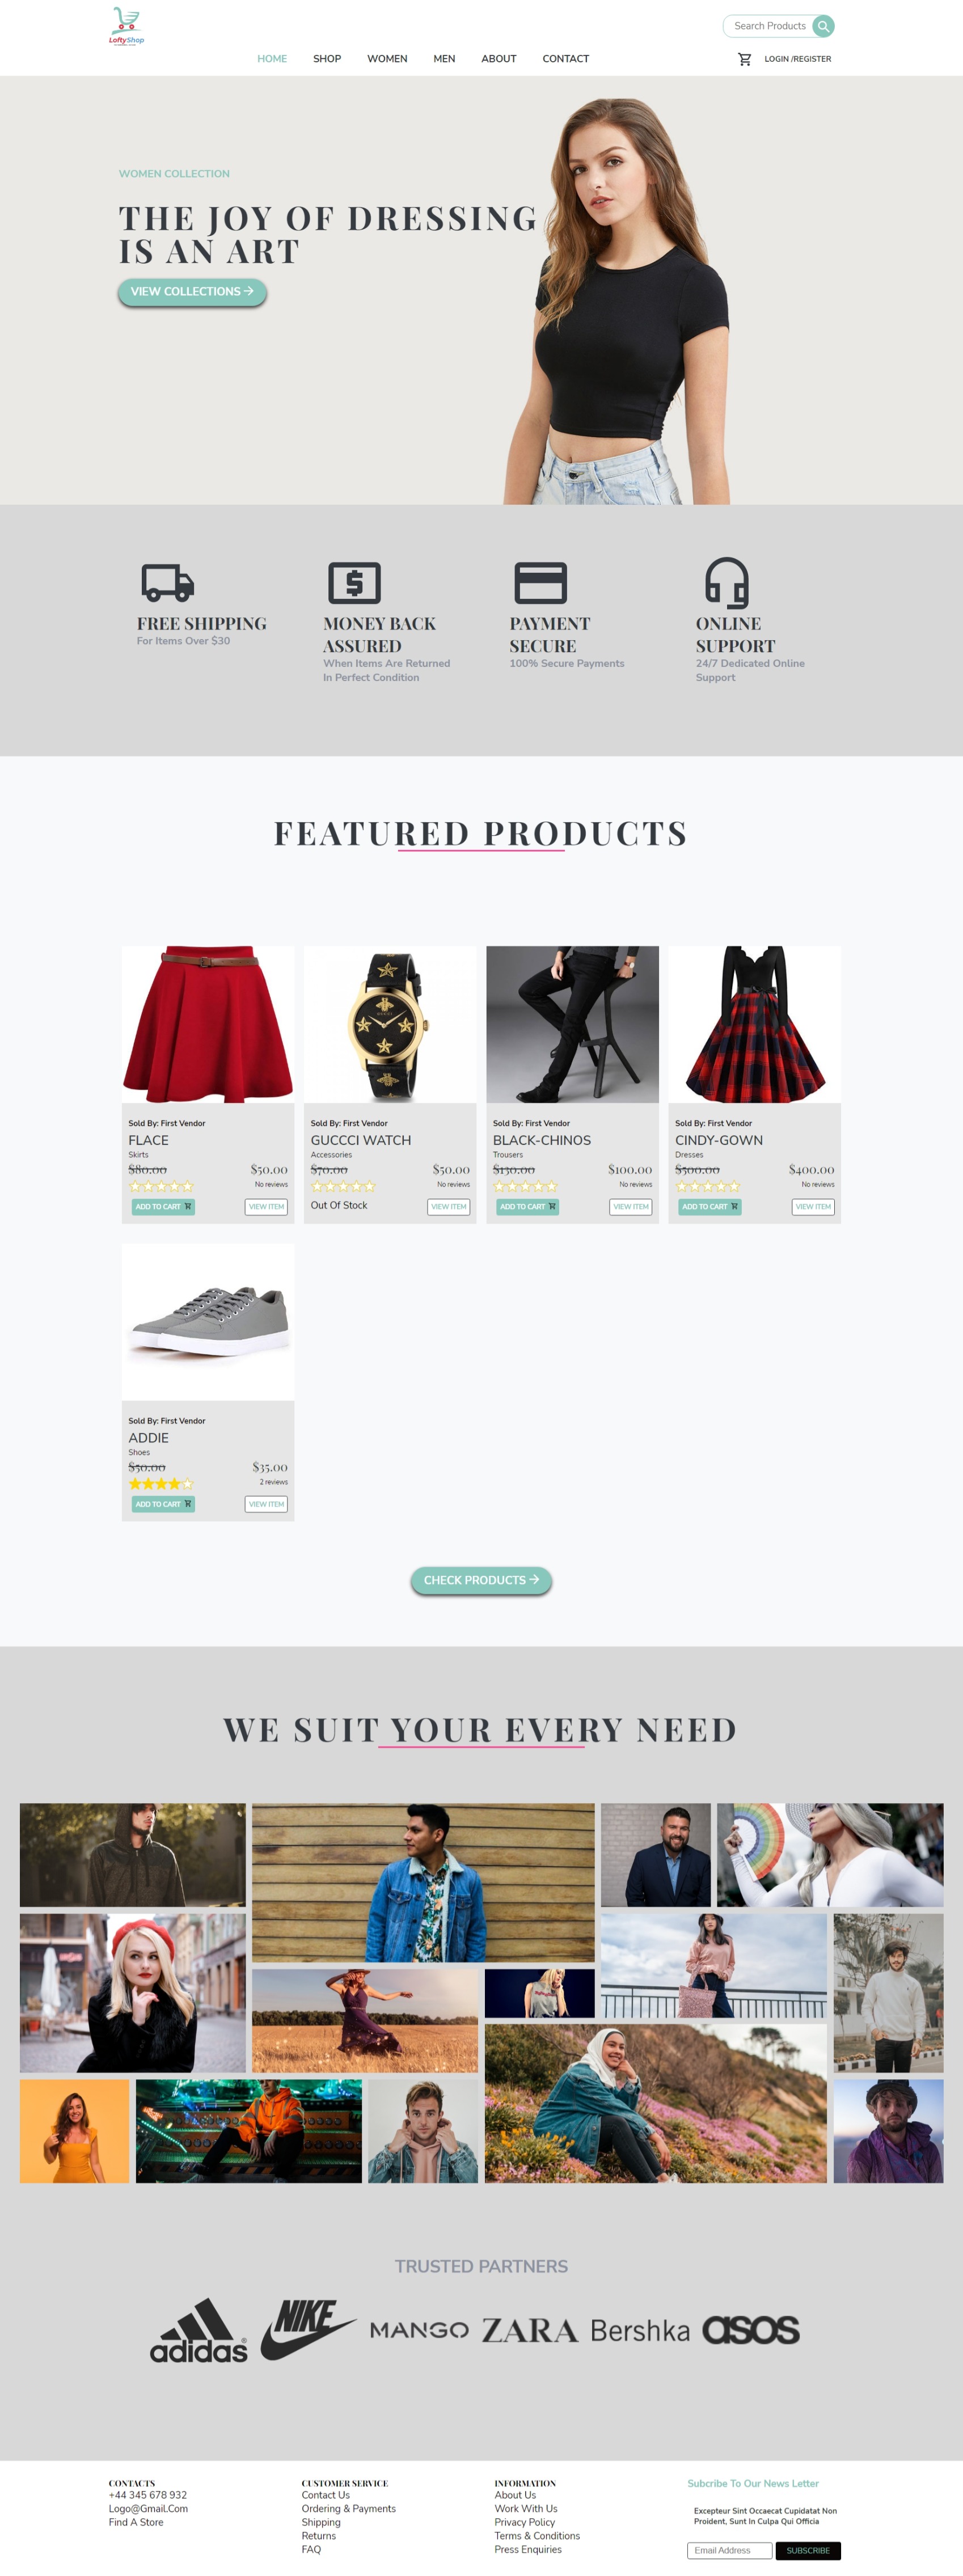 LoftyShop
Search Products
HOME SHOP WOMEN MEN ABOUT CONTACT
LOGIN /REGISTER
WOMEN COLLECTION
THE JOY OF DRESSING
IS AN ART
VIEW COLLECTIONS
FREE SHIPPING
For Items Over $30
MONEY BACK
ASSURED
When Items Are Returned
In Perfect Condition
PAYMENT
SECURE
100% Secure Payments
ONLINE
SUPPORT
24/7 Dedicated Online
Support
FEATURED PRODUCTS
Sold By: First Vendor
FLACE
Skirts
$80.00 $50.00
No reviews
ADD TO CART VIEW ITEM
Sold By: First Vendor
GUCCCI WATCH
Accessories
$70.00 $50.00
No reviews
Out Of Stock VIEW ITEM
Sold By: First Vendor
BLACK-CHINOS
Trousers
$130.00 $100.00
No reviews
ADD TO CART VIEW ITEM
Sold By: First Vendor
CINDY-GOWN
Dresses
$500.00 $400.00
No reviews
ADD TO CART VIEW ITEM
Sold By: First Vendor
ADDIE
Shoes
$50.00 $35.00
2 reviews
ADD TO CART VIEW ITEM
CHECK PRODUCTS
WE SUIT YOUR EVERY NEED
TRUSTED PARTNERS
adidas NIKE MANGO ZARA Bershka asos
CONTACTS
+44 345 678 932
Logo@Gmail.Com
Find A Store
CUSTOMER SERVICE
Contact Us
Ordering & Payments
Shipping
Returns
FAQ
INFORMATION
About Us
Work With Us
Privacy Policy
Terms & Conditions
Press Enquiries
Subcribe To Our News Letter
Excepteur Sint Occaecat Cupidatat Non
Proident, Sunt In Culpa Qui Officia
Email Address SUBSCRIBE